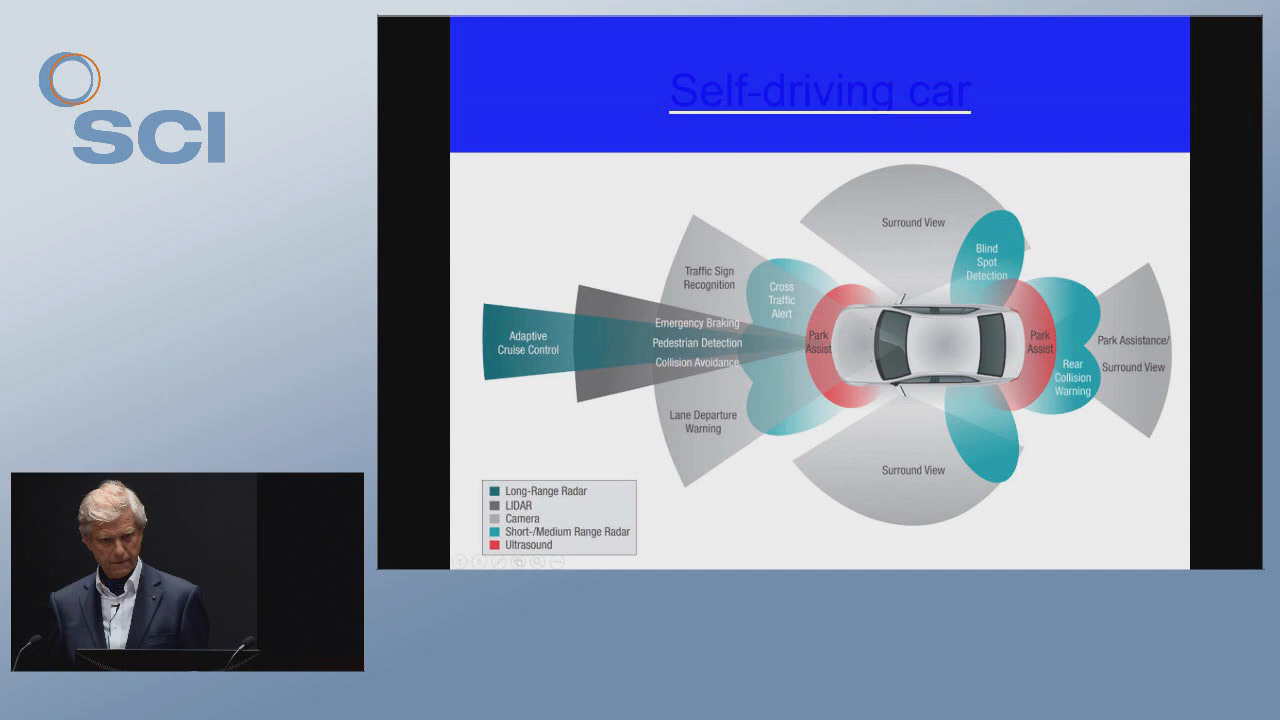 SCI
Self-driving car
Surround View
Blind
Spot
Detection
Traffic Sign
Recognition
Cross
Traffic
Alert
Emergency Braking
Adaptive
Cruise Control
Pedestrian Detection
Park
Assist
Park
Assist
Park Assistance/
Surround View
Collision Avoidance
Rear
Collision
Warning
Lane Departure
Warning
Surround View
Long-Range Radar
LIDAR
Camera
Short-/Medium Range Radar
Ultrasound